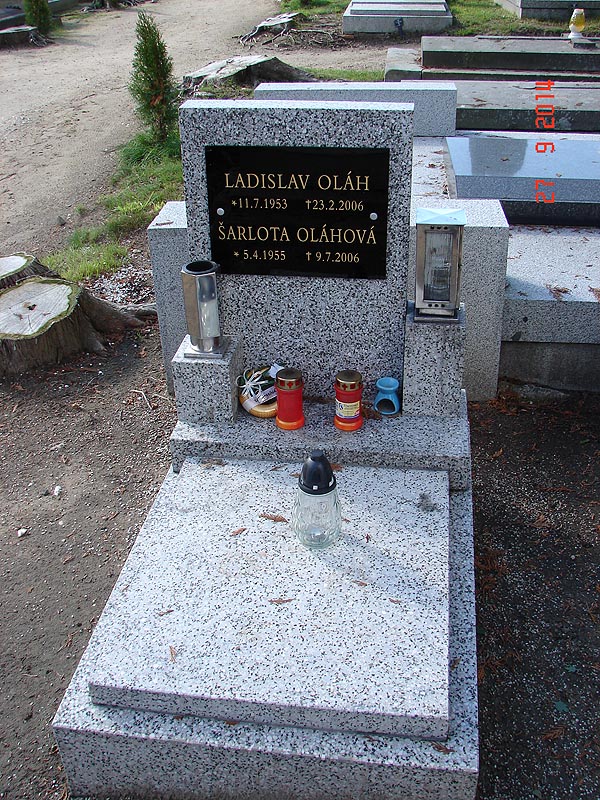 LADISLAV OLÁH
*11.7.1953 †23.2.2006
ŠARLOTA OLÁHOVÁ
* 5.4.1955 † 9.7.2006
27 9 2014